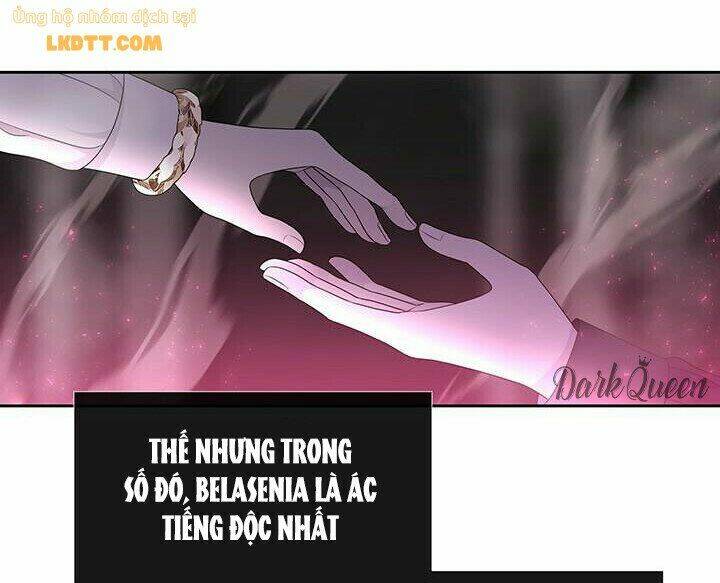 Ủng hộ nhóm dịch tại
LKDTT.COM
DarkQueen
THẾ NHƯNG TRONG
SỐ ĐÓ, BELASENIA LÀ ÁC
TIẾNG ĐỘC NHẤT